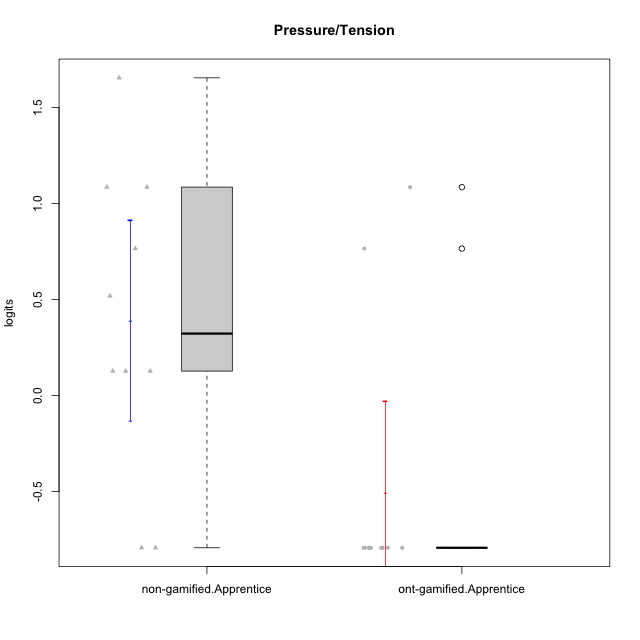 Pressure/Tension
logits
1.5
1.0
0.5
0.0
-0.5
non-gamified.Apprentice
ont-gamified.Apprentice